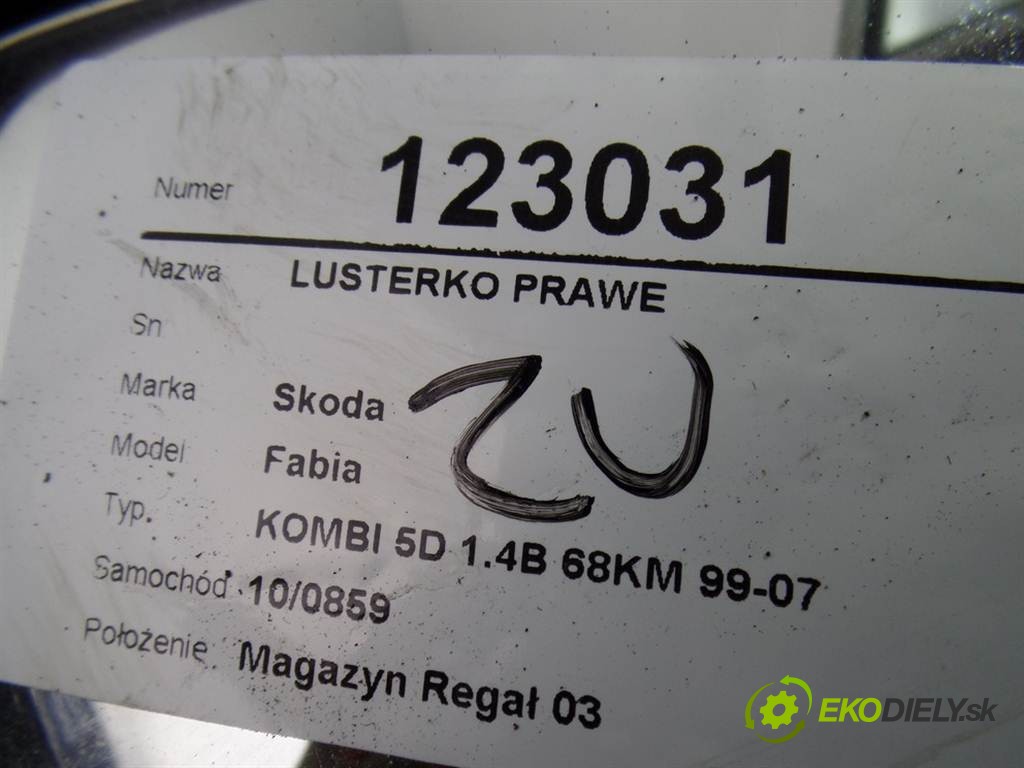 Numer 123031
Nazwa LUSTERKO PRAWE
Sn
Marka Skoda
ZU
Model Fabia
Typ. KOMBI 5D 1.4B 68KM 99-07
Samochód 10/0859
Położenie Magazyn Regał 03
EKODIELY.sk